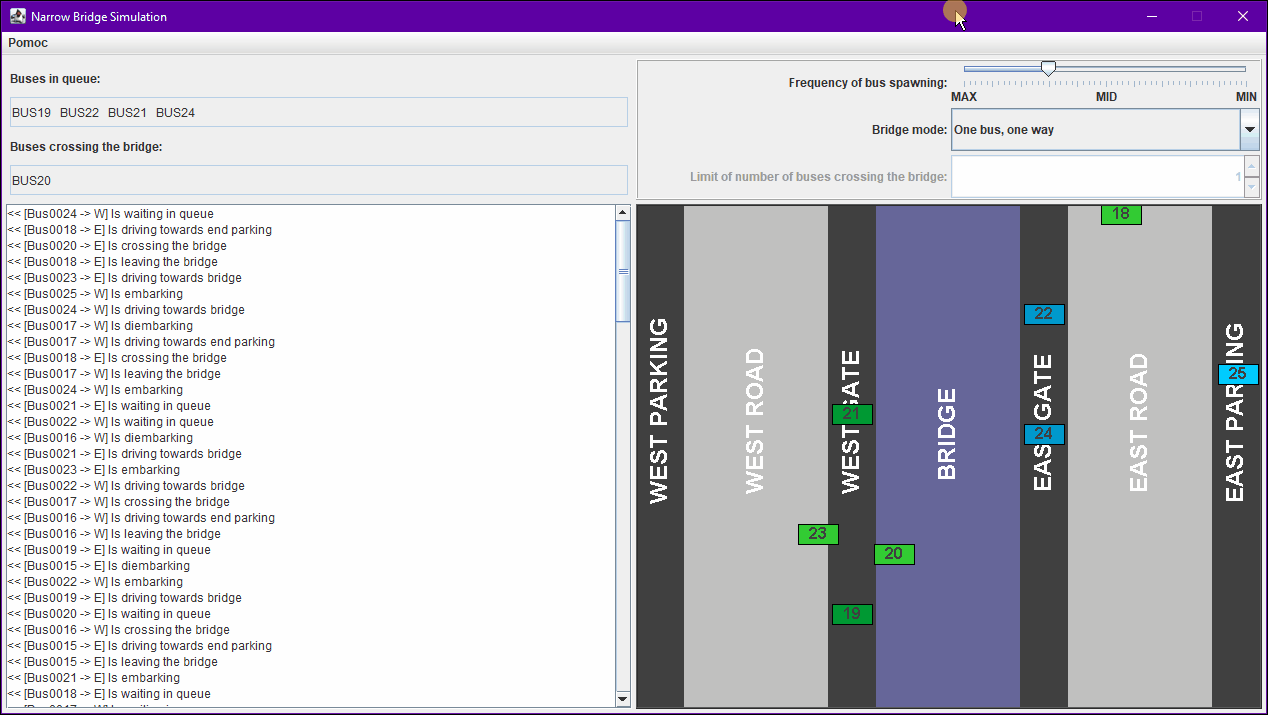 Narrow Bridge Simulation
Pomoc
Buses in queue:
BUS19 BUS22 BUS21 BUS24
Buses crossing the bridge:
BUS20
Frequency of bus spawning:
MAX MID MIN
Bridge mode: One bus, one way
Limit of number of buses crossing the bridge: 1
<< [Bus0024 -> W] Is waiting in queue
<< [Bus0018 -> E] Is driving towards end parking
<< [Bus0020 -> E] Is crossing the bridge
<< [Bus0018 -> E] Is leaving the bridge
<< [Bus0023 -> E] Is driving towards bridge
<< [Bus0025 -> W] Is embarking
<< [Bus0024 -> W] Is driving towards bridge
<< [Bus0017 -> W] Is diembarking
<< [Bus0017 -> W] Is driving towards end parking
<< [Bus0018 -> E] Is crossing the bridge
<< [Bus0017 -> W] Is leaving the bridge
<< [Bus0024 -> W] Is embarking
<< [Bus0021 -> E] Is waiting in queue
<< [Bus0022 -> W] Is waiting in queue
<< [Bus0016 -> W] Is diembarking
<< [Bus0021 -> E] Is driving towards bridge
<< [Bus0023 -> E] Is embarking
<< [Bus0022 -> W] Is driving towards bridge
<< [Bus0017 -> W] Is crossing the bridge
<< [Bus0016 -> W] Is driving towards end parking
<< [Bus0016 -> W] Is leaving the bridge
<< [Bus0019 -> E] Is waiting in queue
<< [Bus0015 -> E] Is diembarking
<< [Bus0022 -> W] Is embarking
<< [Bus0019 -> E] Is driving towards bridge
<< [Bus0020 -> E] Is waiting in queue
<< [Bus0016 -> W] Is crossing the bridge
<< [Bus0015 -> E] Is driving towards end parking
<< [Bus0015 -> E] Is leaving the bridge
<< [Bus0021 -> E] Is embarking
<< [Bus0018 -> E] Is waiting in queue
WEST PARKING
WEST ROAD
WEST GATE
BRIDGE
EAST GATE
EAST ROAD
EAST PARKING
18
22
25
21
24
23
20
19